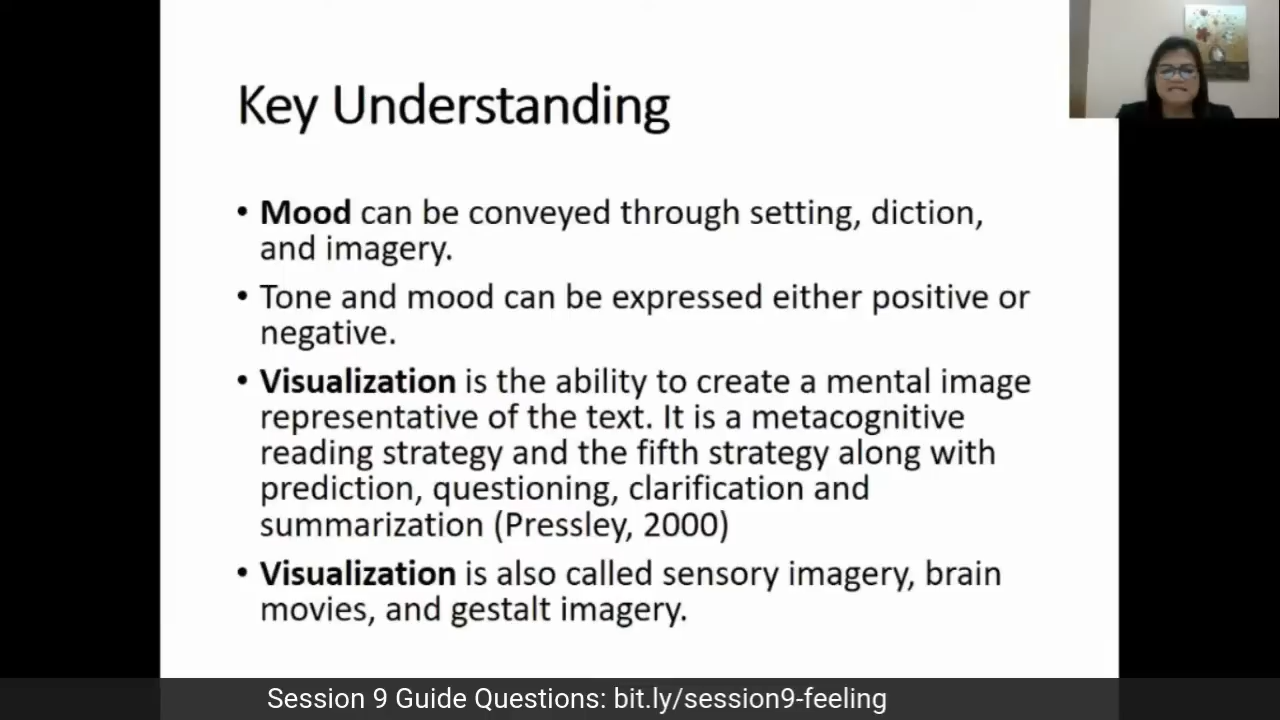 Key Understanding
• Mood can be conveyed through setting, diction,
and imagery.
• Tone and mood can be expressed either positive or
negative.
• Visualization is the ability to create a mental image
representative of the text. It is a metacognitive
reading strategy and the fifth strategy along with
prediction, questioning, clarification and
summarization (Pressley, 2000)
• Visualization is also called sensory imagery, brain
movies, and gestalt imagery.
Session 9 Guide Questions: bit.ly/session9-feeling